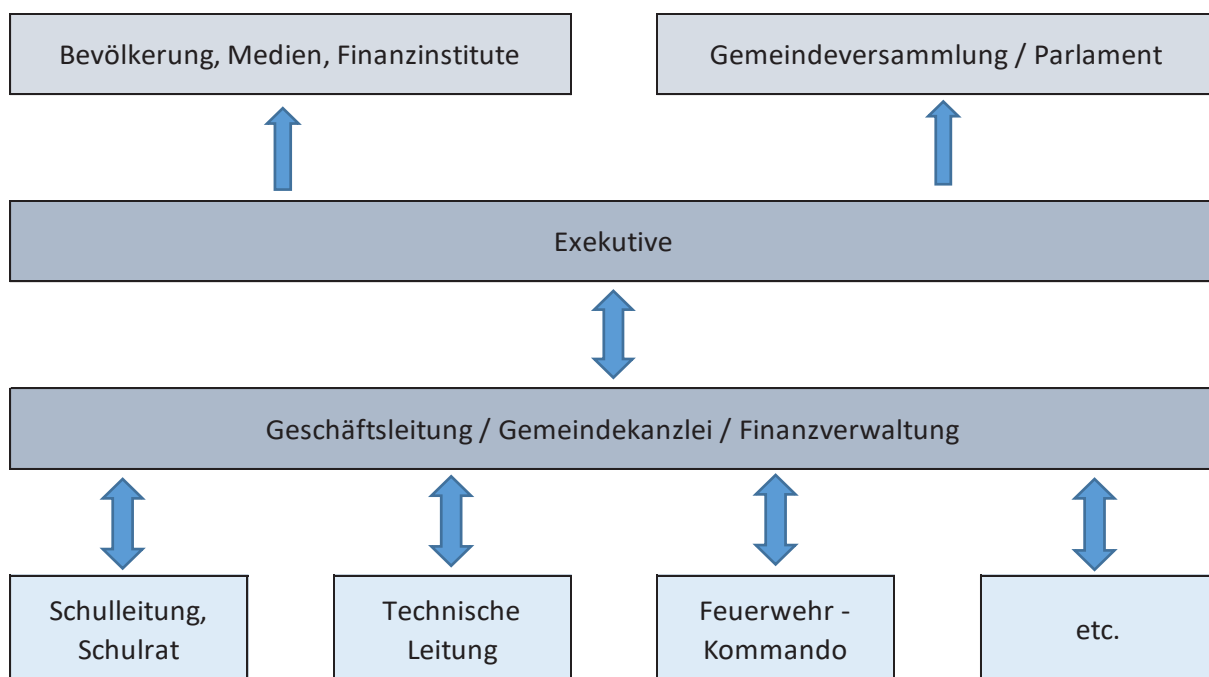 Bevölkerung, Medien, Finanzinstitute
Gemeindeversammlung / Parlament
Exekutive
Geschäftsleitung / Gemeindekanzlei / Finanzverwaltung
Schulleitung,
Schulrat
Technische
Leitung
Feuerwehr -
Kommando
etc.